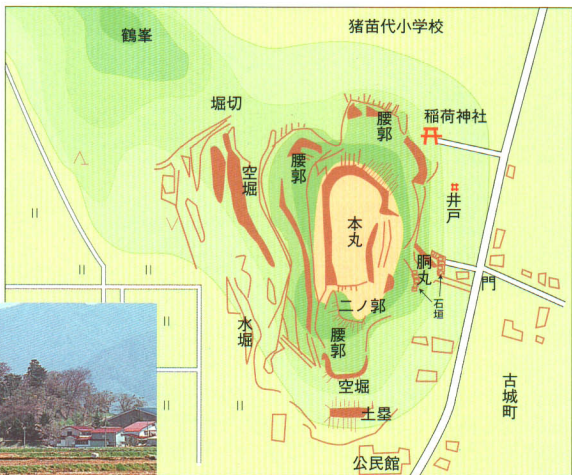 鶴峯
猪苗代小学校
堀切
稲荷神社
腰郭
腰郭
空堀
井戸
本丸
胴丸
門
石垣
二ノ郭
水堀
腰郭
古城町
空堀
土塁
公民館